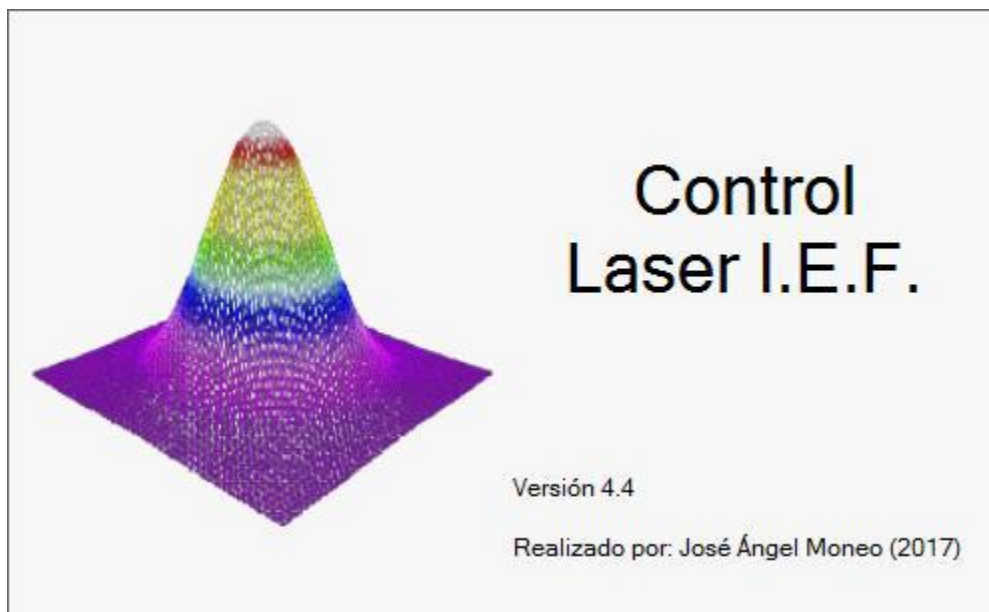 Control
Laser I.E.F.
Versión 4.4
Realizado por: José Ángel Moneo (2017)